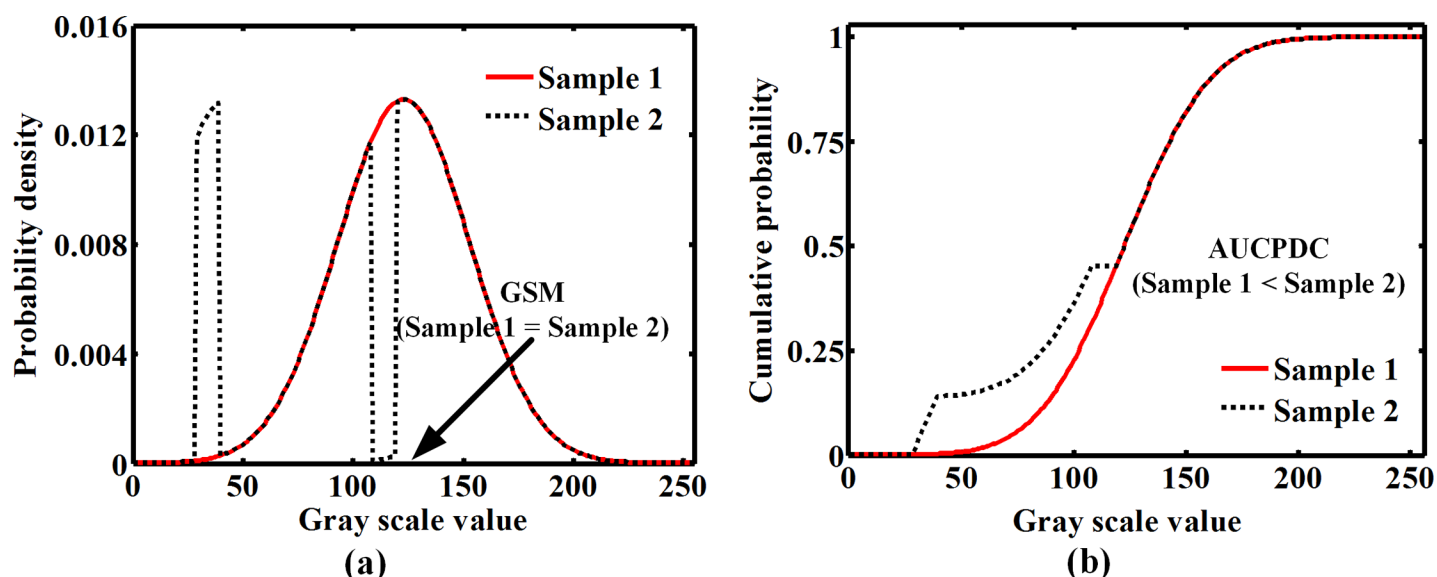 0.016
0.012
0.008
0.004
0
Probability density
Sample 1
Sample 2
GSM
(Sample 1 = Sample 2)
0 50 100 150 200 250
Gray scale value
(a)
1
0.75
0.5
0.25
0
Cumulative probahility
AUCPDC
(Sample 1 < Sample 2)
Sample 1
Sample 2
0 50 100 150 200 250
Gray scale value
(b)